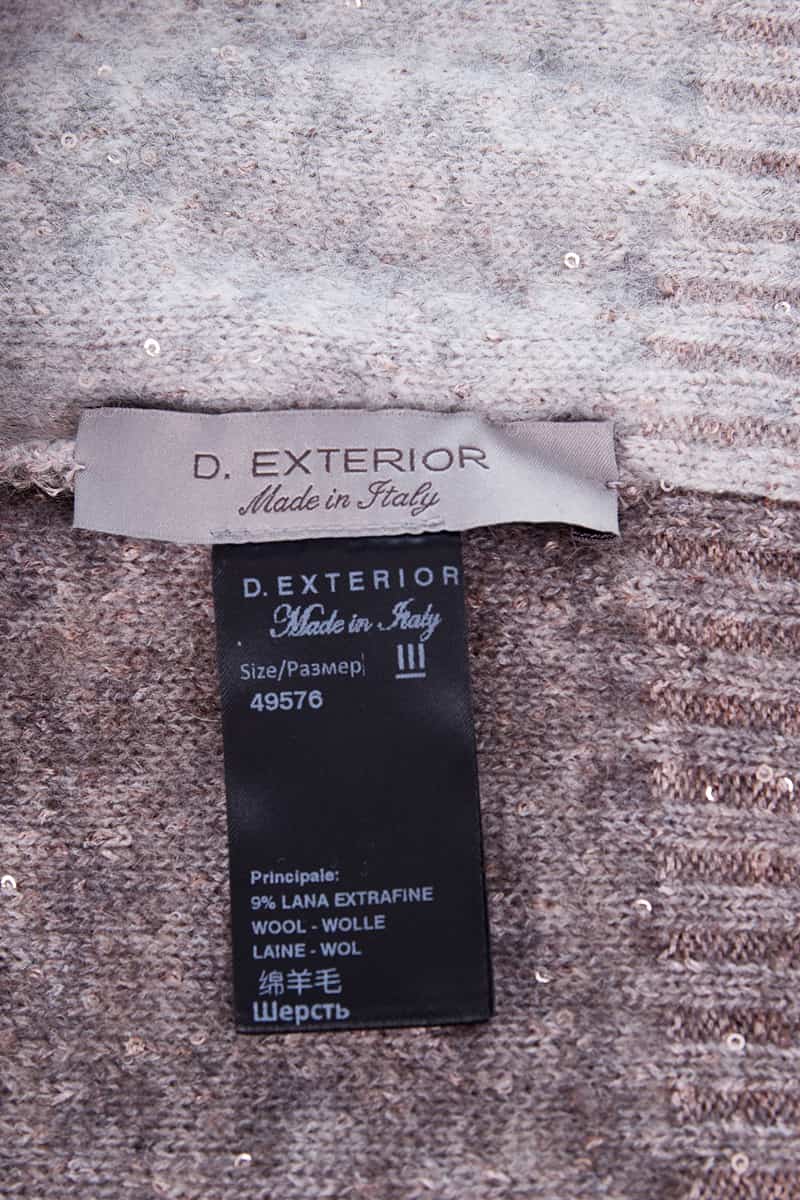 D. EXTERIOR
Made in Italy
D. EXTERIOR
Made in Italy
Size/Размер III
49576
Principale:
9% LANA EXTRAFINE
WOOL - WOLLE
LAINE - WOL
绵羊毛
Шерсть